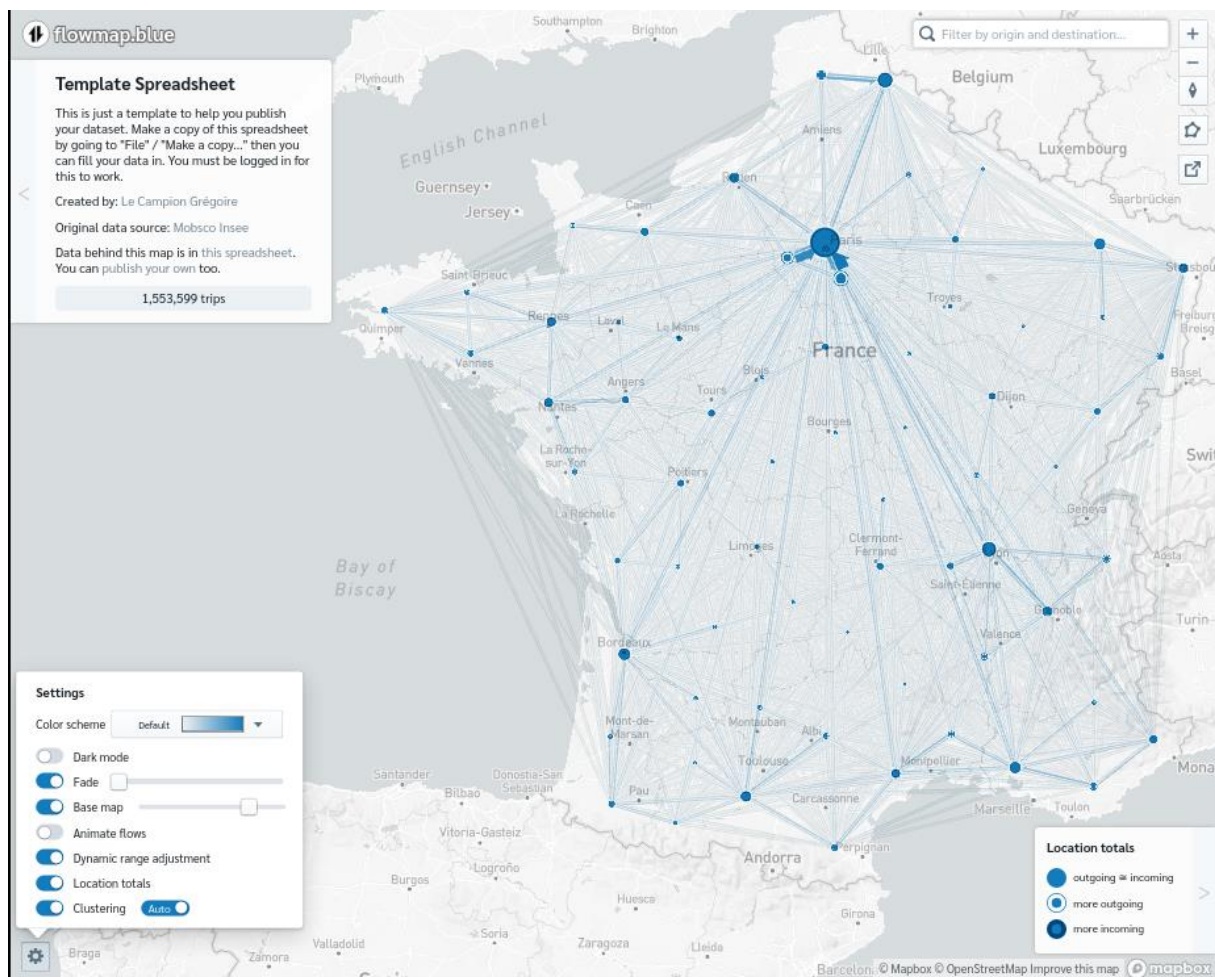 flowmap.blue
Template Spreadsheet
This is just a template to help you publish
your dataset. Make a copy of this spreadsheet
by going to "File" / "Make a copy..." then you
can fill your data in. You must be logged in for
this to work.
Created by: Le Campion Grégoire
Original data source: Mobsco Insee
Data behind this map is in this spreadsheet.
You can publish your own too.
1,553,599 trips
Filter by origin and destination...
Southampton
Brighton
Plymouth
English Channel
Guernsey
Jersey
Lille
Belgium
Amiens
Luxembourg
Saarbrücken
Caen
Paris
Saint-Brieuc
Quimper
Rennes
Laval
Le Mans
Troyes
Freiburg
Breisg
Vannes
France
Basel
Angers
Tours
Blois
Dijon
Nantes
Bourges
La Roche-
sur-Yon
Poitiers
Swit
La Rochelle
Geneva
Limoges
Clermont-
Ferrand
Aosta
Bay of
Biscay
Saint-Étienne
Grenoble
Turin
Valence
Bordeaux
Mont-de-
Marsan
Montauban
Albi
Toulouse
Montpellier
Mona
Santander
Donostia-San
Sebastian
Bilbao
Pau
Carcassonne
Marseille
Toulon
Vitoria-Gasteiz
Perpignan
Andorra
Logroño
Burgos
Huesca
Girona
Soria
Valladolid
Zaragoza
Lleida
Braga
Zamora
Barcelon
Settings
Color scheme
Default
Dark mode
Fade
Base map
Animate flows
Dynamic range adjustment
Location totals
Clustering
Auto
Location totals
outgoing ≅ incoming
more outgoing
more incoming
© Mapbox © OpenStreetMap Improve this map
mapbox